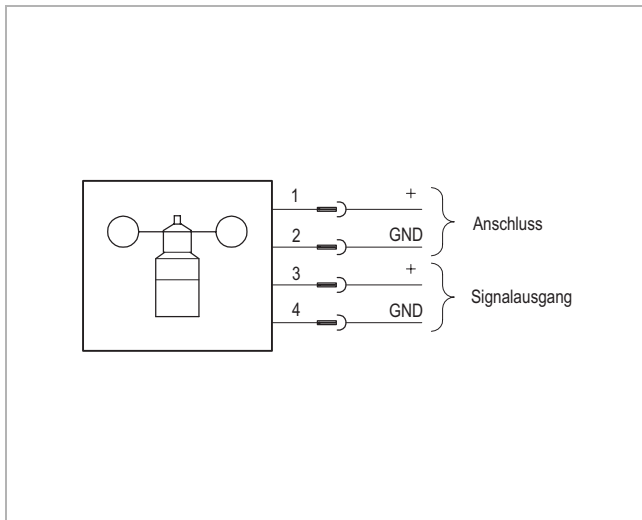 1 +
Anschluss
2 GND
3 +
Signalausgang
4 GND